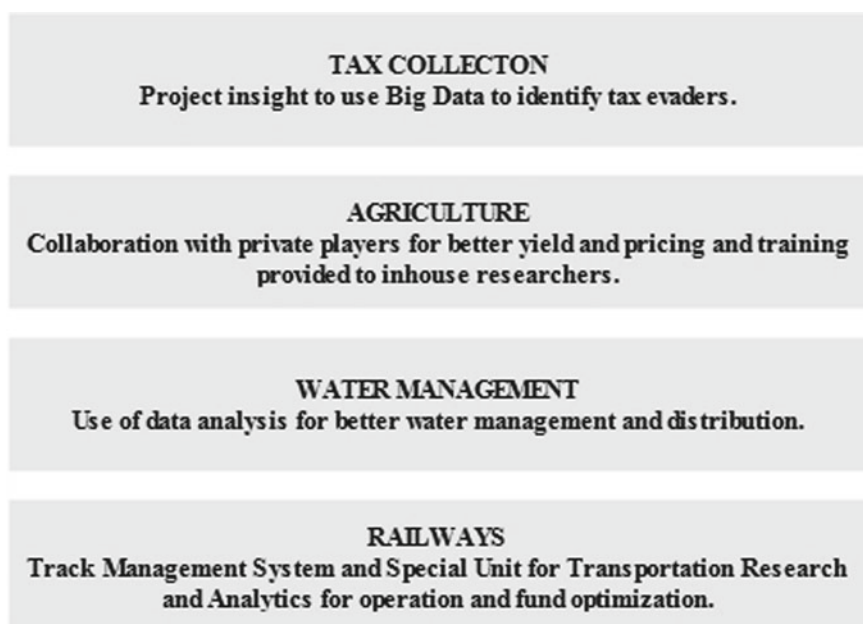 TAX COLLECTON
Project insight to use Big Data to identify tax evaders.
AGRICULTURE
Collaboration with private players for better yield and pricing and training
provided to inhouse researchers.
WATER MANAGEMENT
Use of data analysis for better water management and distribution.
RAILWAYS
Track Management System and Special Unit for Transportation Research
and Analytics for operation and fund optimization.